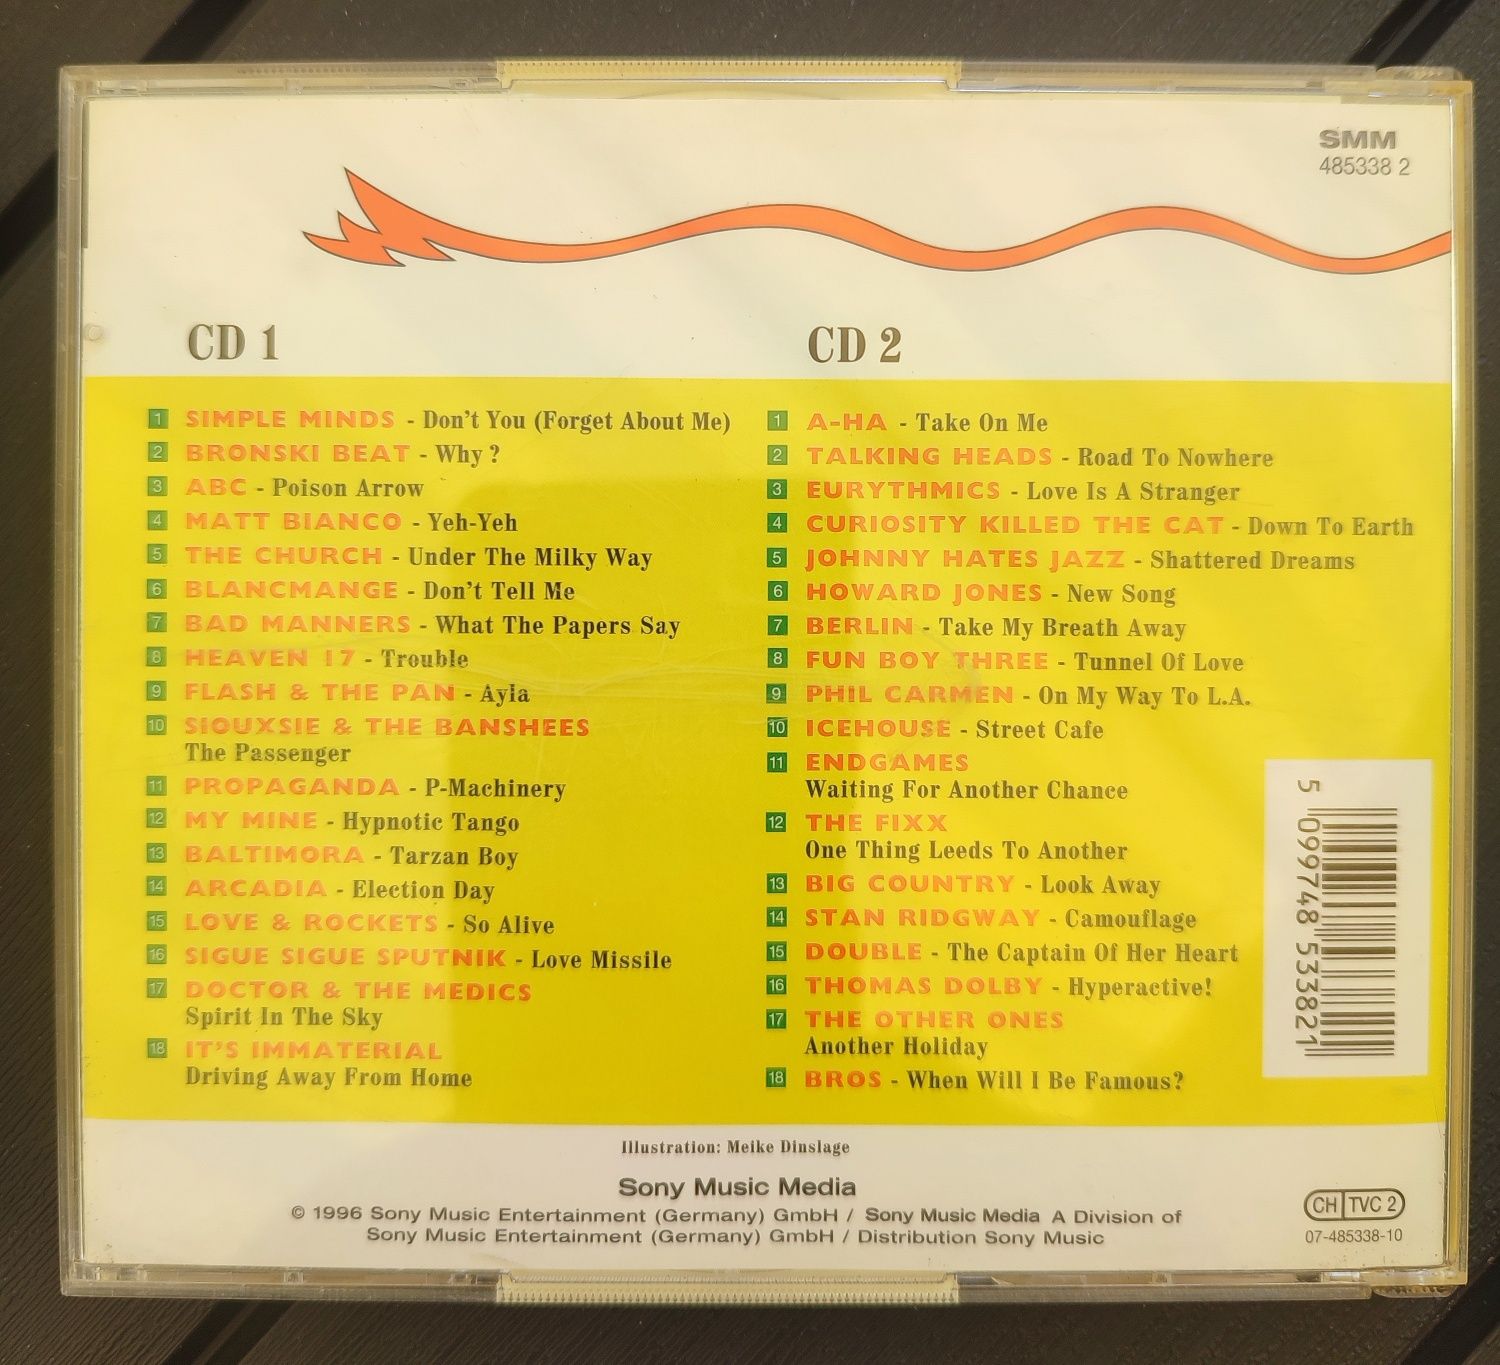 SMM
485338 2
CD 1
1 SIMPLE MINDS - Don't You (Forget About Me)
2 BRONSKI BEAT - Why ?
3 ABC - Poison Arrow
4 MATT BIANCO - Yeh-Yeh
5 THE CHURCH - Under The Milky Way
6 BLANCMANGE - Don't Tell Me
7 BAD MANNERS - What The Papers Say
8 HEAVEN 17 - Trouble
9 FLASH & THE PAN - Ayla
10 SIOUXSIE & THE BANSHEES
The Passenger
11 PROPAGANDA - P-Machinery
12 MY MINE - Hypnotic Tango
13 BALTIMORA - Tarzan Boy
14 ARCADIA - Election Day
15 LOVE & ROCKETS - So Alive
16 SIGUE SIGUE SPUTNIK - Love Missile
17 DOCTOR & THE MEDICS
Spirit In The Sky
18 IT'S IMMATERIAL
Driving Away From Home
CD 2
1 A-HA - Take On Me
2 TALKING HEADS - Road To Nowhere
3 EURYTHMICS - Love Is A Stranger
4 CURIOSITY KILLED THE CAT - Down To Earth
5 JOHNNY HATES JAZZ - Shattered Dreams
6 HOWARD JONES - New Song
7 BERLIN - Take My Breath Away
8 FUN BOY THREE - Tunnel Of Love
9 PHIL CARMEN - On My Way To L.A.
10 ICEHOUSE - Street Cafe
11 ENDGAMES
Waiting For Another Chance
12 THE FIXX
One Thing Leeds To Another
13 BIG COUNTRY - Look Away
14 STAN RIDGWAY - Camouflage
15 DOUBLE - The Captain Of Her Heart
16 THOMAS DOLBY - Hyperactive!
17 THE OTHER ONES
Another Holiday
18 BROS - When Will I Be Famous?
5 099748 533821
Illustration: Meike Dinslage
Sony Music Media
© 1996 Sony Music Entertainment (Germany) GmbH / Sony Music Media A Division of
Sony Music Entertainment (Germany) GmbH / Distribution Sony Music
CH TVC 2
07-485338-10